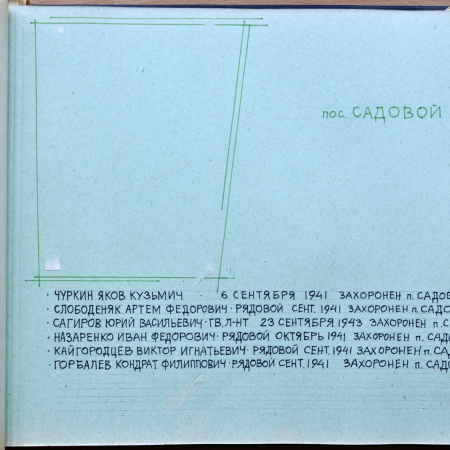 пос. САДОВОЙ
· ЧУРКИН ЯКОВ КУЗЬМИЧ · 6 СЕНТЯБРЯ 1941 ЗАХОРОНЕН п. САДОВ
· СЛОБОДЕНЯК АРТЕМ ФЕДОРОВИЧ · РЯДОВОЙ СЕНТ. 1941 ЗАХОРОНЕН п. САДО
· САГИРОВ ЮРИЙ ВАСИЛЬЕВИЧ · ГВ. Л-НТ 23 СЕНТЯБРЯ 1943 ЗАХОРОНЕН п. С
· НАЗАРЕНКО ИВАН ФЕДОРОВИЧ · РЯДОВОЙ ОКТЯБРЬ 1941 ЗАХОРОНЕН п. САД
· КАЙГОРОДЦЕВ ВИКТОР ИГНАТЬЕВИЧ · РЯДОВОЙ СЕНТ. 1941 ЗАХОРОНЕН п. СА
· ГОРБАЛЕВ КОНДРАТ ФИЛИППОВИЧ · РЯДОВОЙ СЕНТ. 1941 ЗАХОРОНЕН п. САД